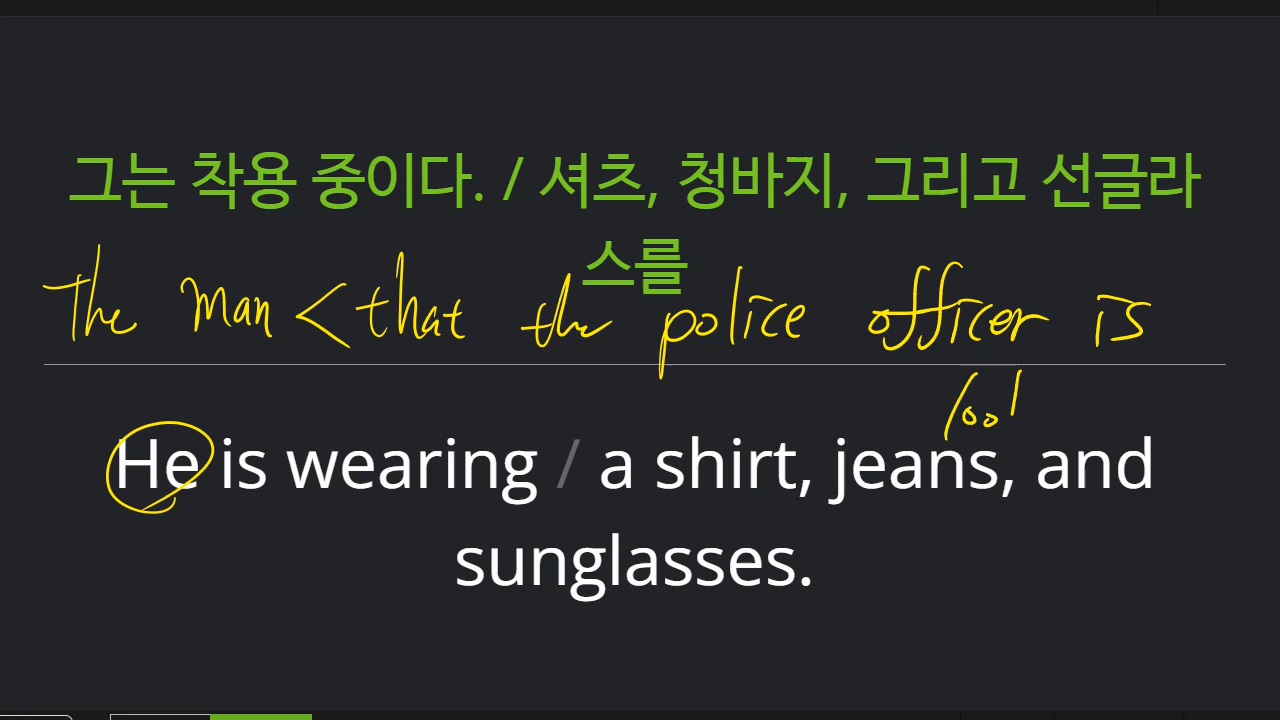 그는 착용 중이다. / 셔츠, 청바지, 그리고 선글라
스를
The man < that the police officer is
loo
He is wearing / a shirt, jeans, and
sunglasses.